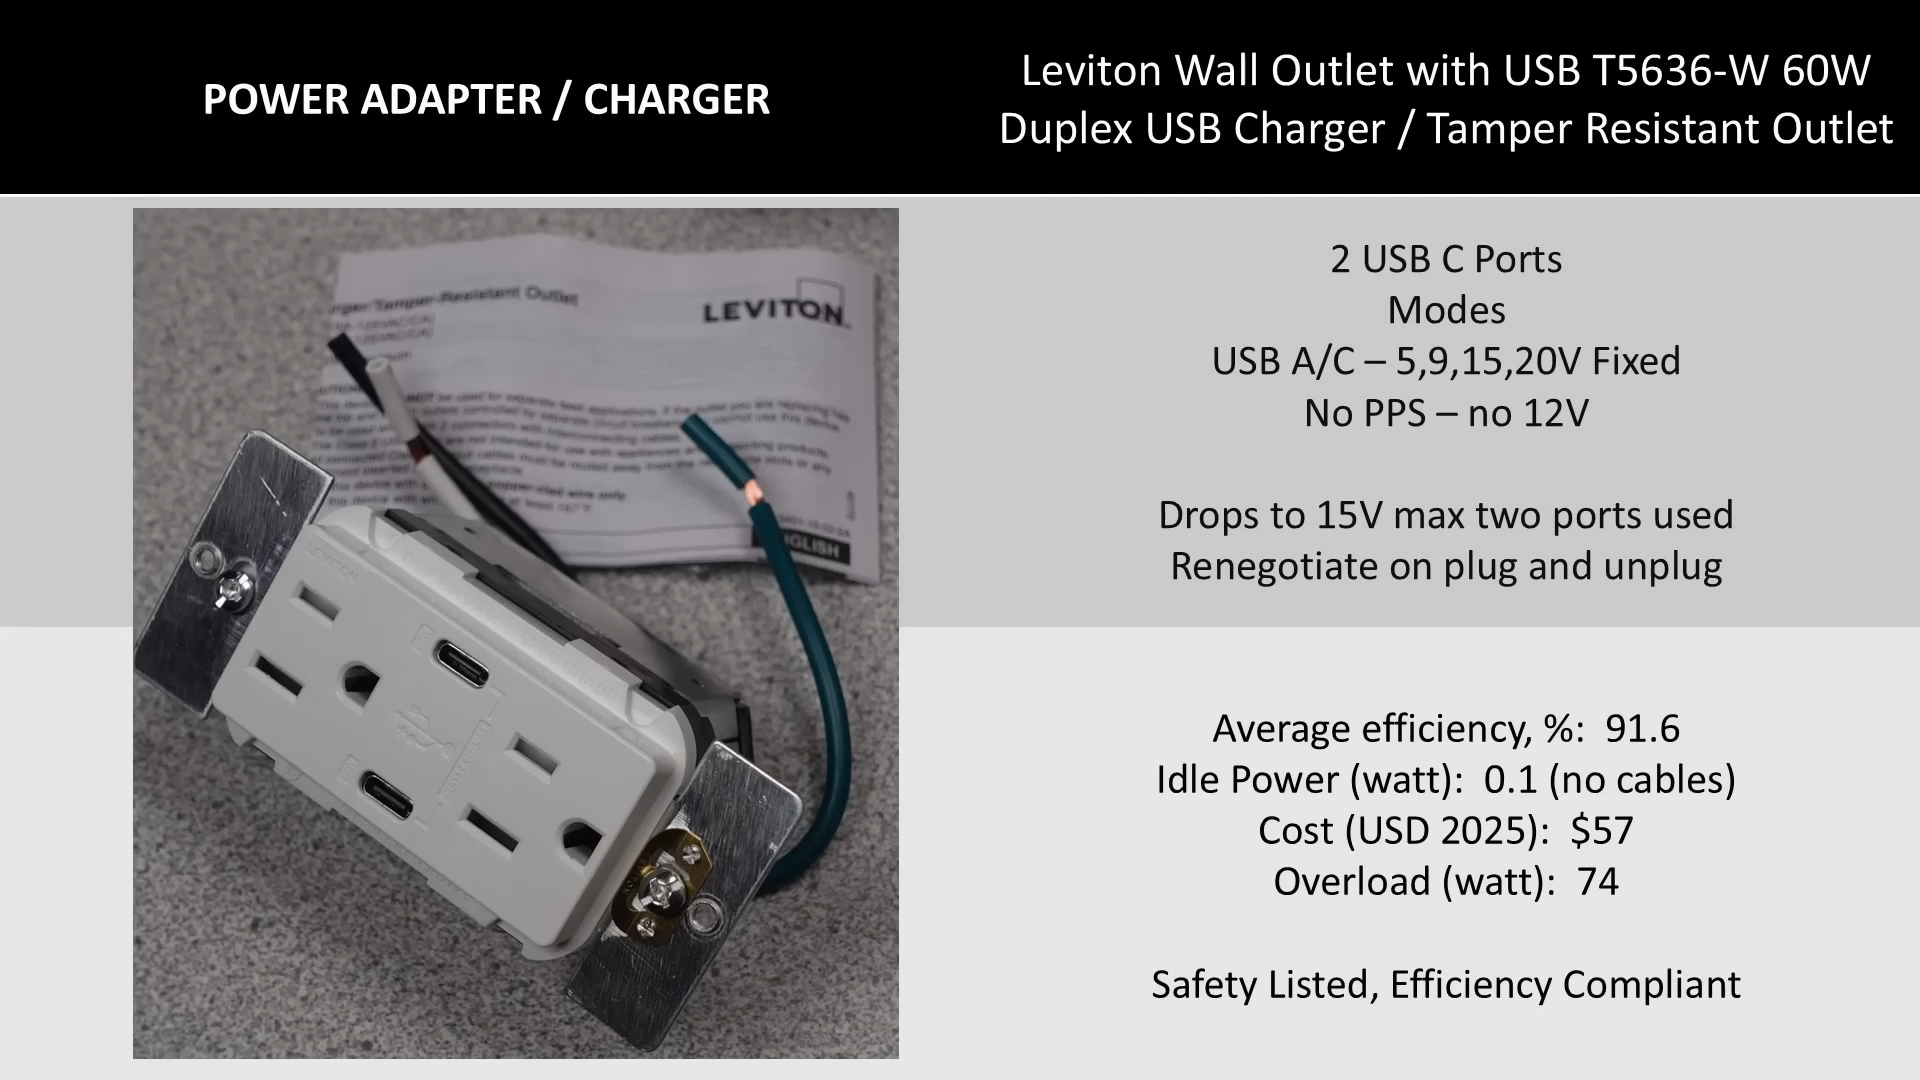 POWER ADAPTER / CHARGER
Leviton Wall Outlet with USB T5636-W 60W
Duplex USB Charger / Tamper Resistant Outlet
2 USB C Ports
Modes
USB A/C – 5,9,15,20V Fixed
No PPS – no 12V
Drops to 15V max two ports used
Renegotiate on plug and unplug
Average efficiency, %: 91.6
Idle Power (watt): 0.1 (no cables)
Cost (USD 2025): $57
Overload (watt): 74
Safety Listed, Efficiency Compliant
Tamper-Resistant Outlet
LEVITON
LEVITON